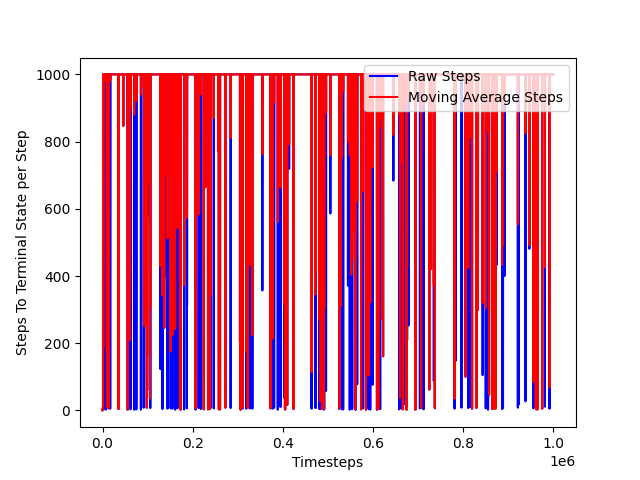 Raw Steps
Moving Average Steps
1000
800
600
400
200
0
Steps To Terminal State per Step
0.0 0.2 0.4 0.6 0.8 1.0
1e6
Timesteps